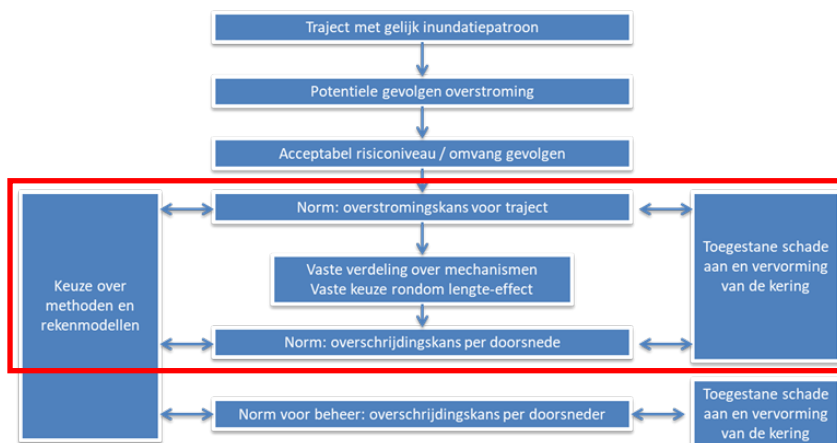 Traject met gelijk inundatiepatroon
Potentiele gevolgen overstroming
Acceptabel risiconiveau / omvang gevolgen
Norm: overstromingskans voor traject
Keuze over
methoden en
rekenmodellen
Vaste verdeling over mechanismen
Vaste keuze rondom lengte-effect
Toegestane schade
aan en vervorming
van de kering
Norm: overschrijdingskans per doorsnede
Norm voor beheer: overschrijdingskans per doorsneder
Toegestane schade
aan en vervorming
van de kering